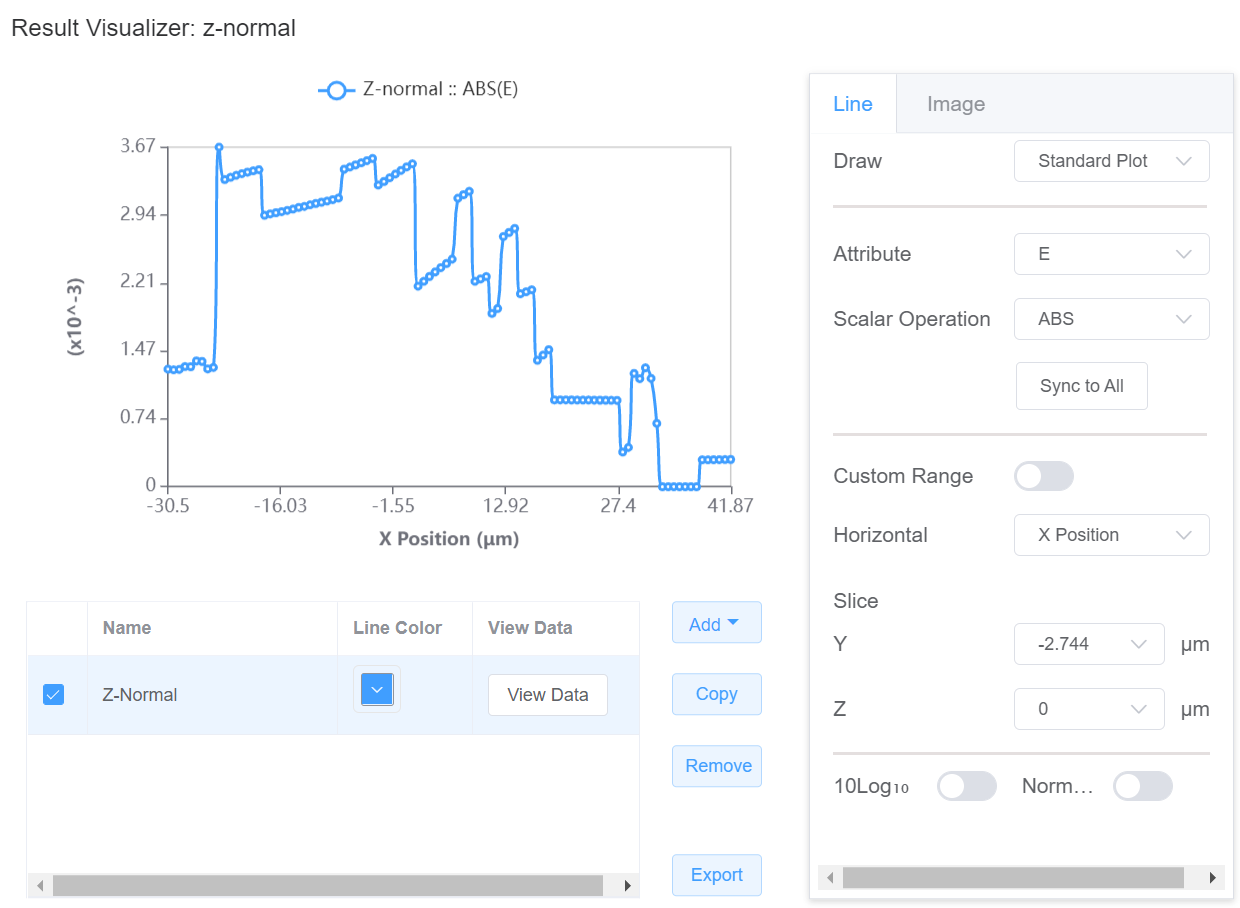 Result Visualizer: z-normal
Z-normal :: ABS(E)
3.67
2.94
2.21
1.47
0.74
0
(x10^-3)
-30.5 -16.03 -1.55 12.92 27.4 41.87
X Position (μm)
Name Line Color View Data
Z-Normal View Data
Add
Copy
Remove
Export
Line Image
Draw Standard Plot
Attribute E
Scalar Operation ABS
Sync to All
Custom Range
Horizontal X Position
Slice
Y -2.744 μm
Z 0 μm
10Log₁₀ Norm…